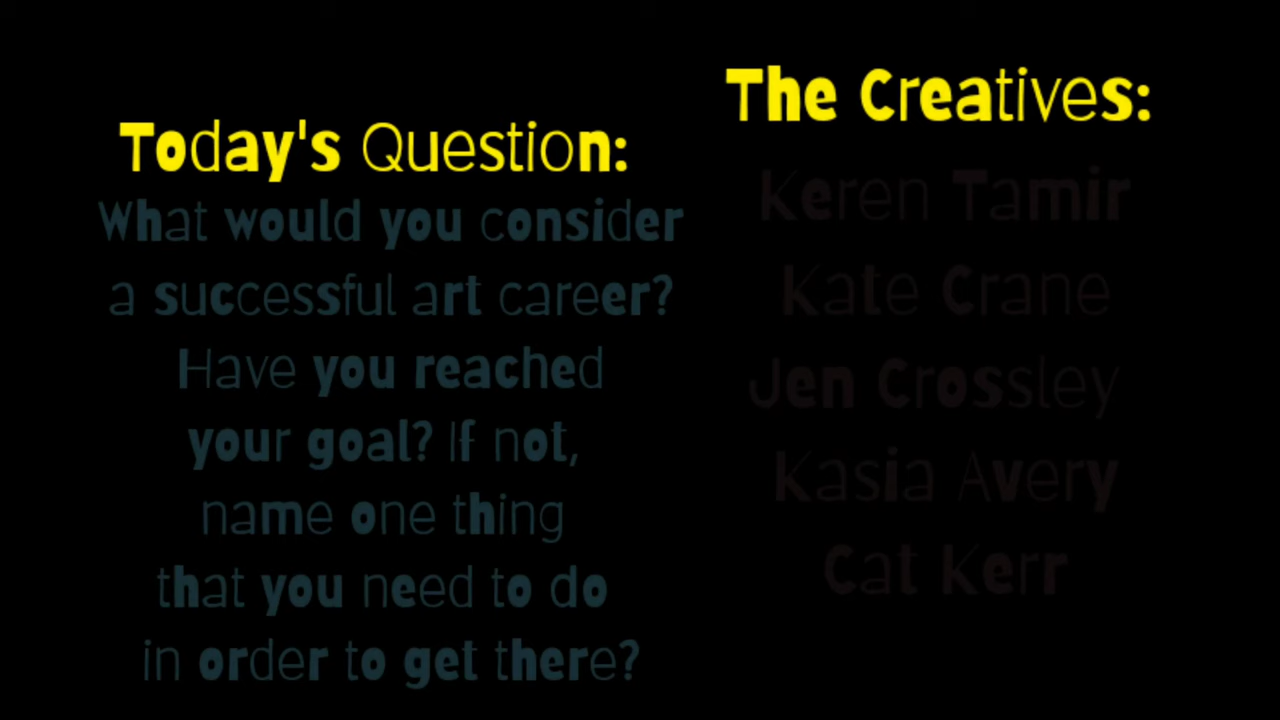 Today's Question:
What would you consider
a successful art career?
Have you reached
your goal? If not,
name one thing
that you need to do
in order to get there?
The Creatives:
Keren Tamir
Kate Crane
Jen Crossley
Kasia Avery
Cat Kerr